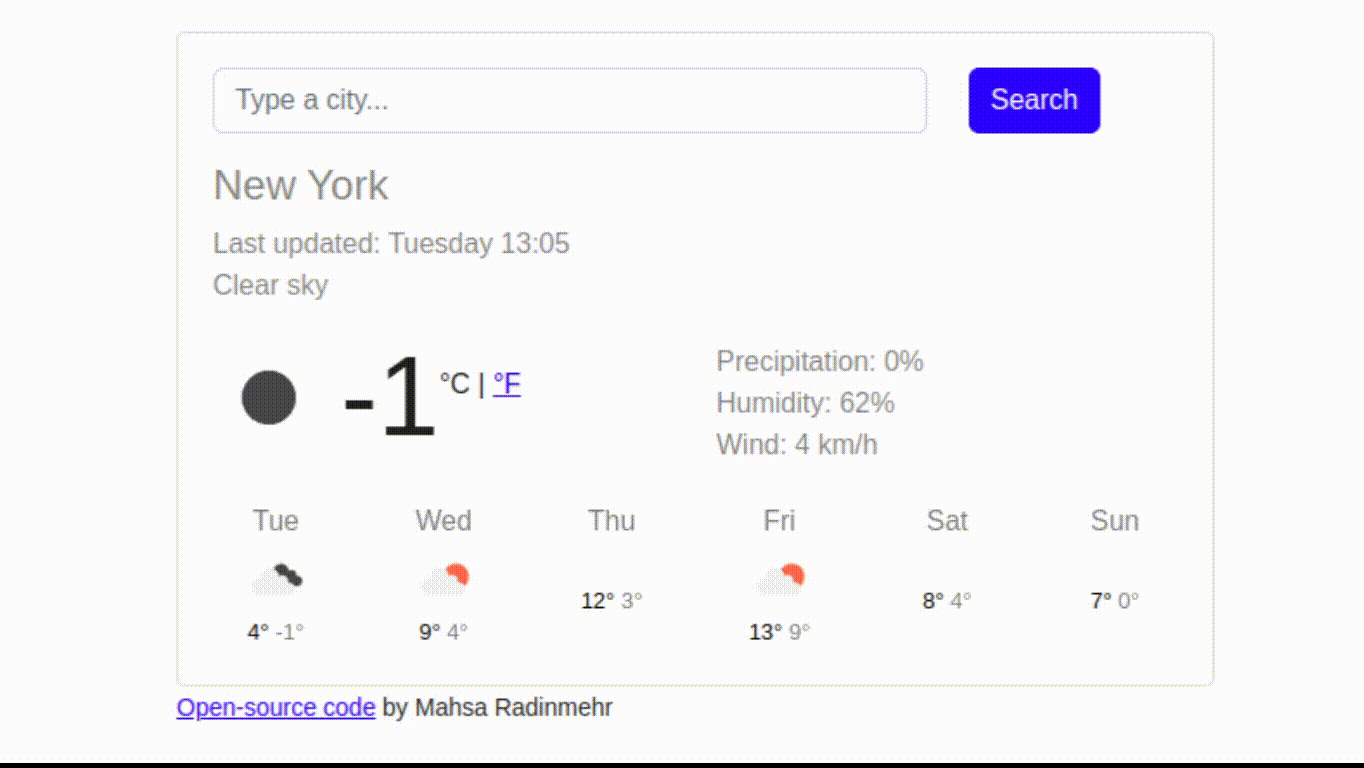 Type a city...
Search
New York
Last updated: Tuesday 13:05
Clear sky
-1 °C | °F
Precipitation: 0%
Humidity: 62%
Wind: 4 km/h
Tue Wed Thu Fri Sat Sun
12° 3° 8° 4° 7° 0°
4° -1° 9° 4° 13° 9°
Open-source code by Mahsa Radinmehr